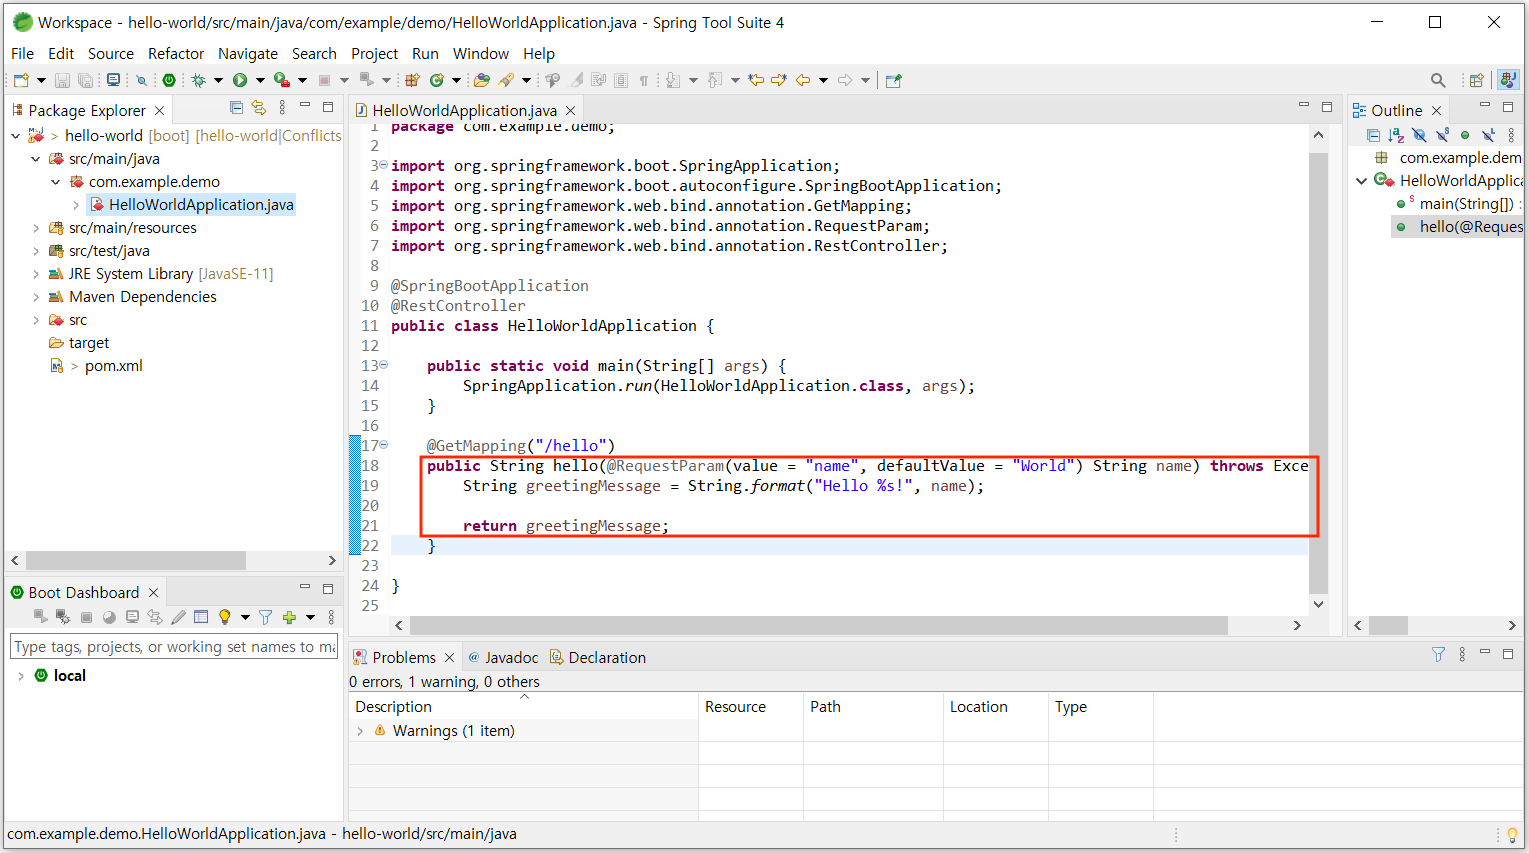 Workspace - hello-world/src/main/java/com/example/demo/HelloWorldApplication.java - Spring Tool Suite 4
File Edit Source Refactor Navigate Search Project Run Window Help
Package Explorer
> hello-world [boot] [hello-world|Conflicts
src/main/java
com.example.demo
HelloWorldApplication.java
src/main/resources
src/test/java
JRE System Library [JavaSE-11]
Maven Dependencies
src
target
> pom.xml
Boot Dashboard
Type tags, projects, or working set names to ma
local
HelloWorldApplication.java
1 package com.example.demo;
2
3 import org.springframework.boot.SpringApplication;
4 import org.springframework.boot.autoconfigure.SpringBootApplication;
5 import org.springframework.web.bind.annotation.GetMapping;
6 import org.springframework.web.bind.annotation.RequestParam;
7 import org.springframework.web.bind.annotation.RestController;
8
9 @SpringBootApplication
10 @RestController
11 public class HelloWorldApplication {
12
13 public static void main(String[] args) {
14 SpringApplication.run(HelloWorldApplication.class, args);
15 }
16
17 @GetMapping("/hello")
18 public String hello(@RequestParam(value = "name", defaultValue = "World") String name) throws Exce
19 String greetingMessage = String.format("Hello %s!", name);
20
21 return greetingMessage;
22 }
23
24 }
25
Outline
com.example.dem
HelloWorldApplica
main(String[]) :
hello(@Reques
Problems @ Javadoc Declaration
0 errors, 1 warning, 0 others
Description Resource Path Location Type
Warnings (1 item)
com.example.demo.HelloWorldApplication.java - hello-world/src/main/java